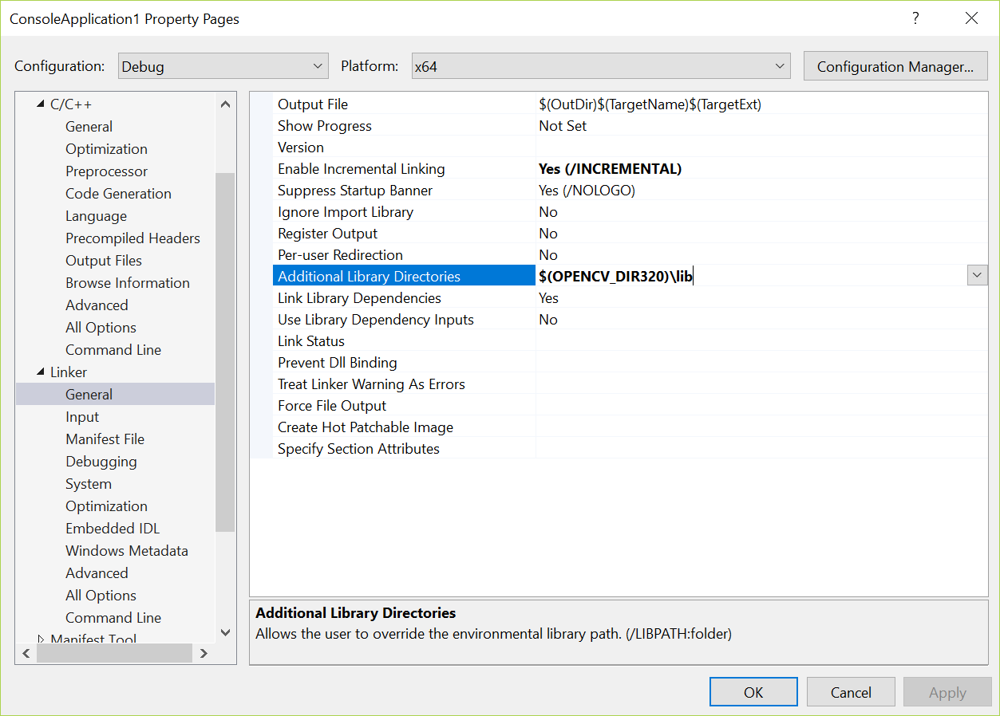 ConsoleApplication1 Property Pages
?
Configuration: Debug Platform: x64 Configuration Manager...
C/C++
General
Optimization
Preprocessor
Code Generation
Language
Precompiled Headers
Output Files
Browse Information
Advanced
All Options
Command Line
Linker
General
Input
Manifest File
Debugging
System
Optimization
Embedded IDL
Windows Metadata
Advanced
All Options
Command Line
Manifest Tool
Output File $(OutDir)$(TargetName)$(TargetExt)
Show Progress Not Set
Version
Enable Incremental Linking Yes (/INCREMENTAL)
Suppress Startup Banner Yes (/NOLOGO)
Ignore Import Library No
Register Output No
Per-user Redirection No
Additional Library Directories $(OPENCV_DIR320)\lib
Link Library Dependencies Yes
Use Library Dependency Inputs No
Link Status
Prevent Dll Binding
Treat Linker Warning As Errors
Force File Output
Create Hot Patchable Image
Specify Section Attributes
Additional Library Directories
Allows the user to override the environmental library path. (/LIBPATH:folder)
OK Cancel Apply